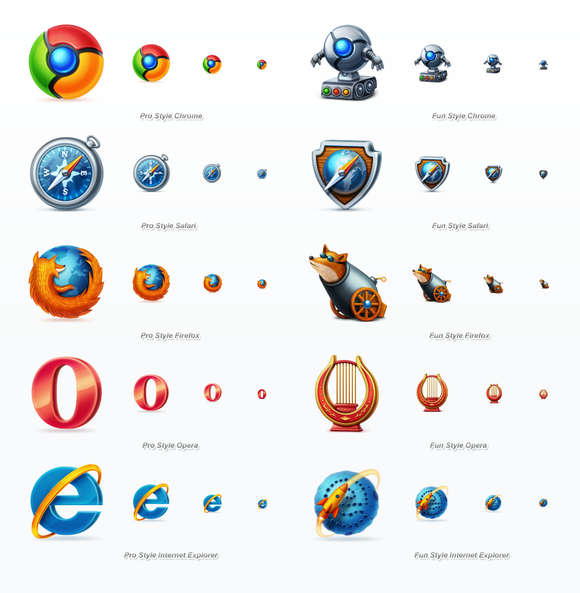 Pro Style Chrome
Fun Style Chrome
N
W
E
S
Pro Style Safari
Fun Style Safari
Pro Style Firefox
Fun Style Firefox
Pro Style Opera
Fun Style Opera
Pro Style internet Explorer
Fun Style internet Explorer